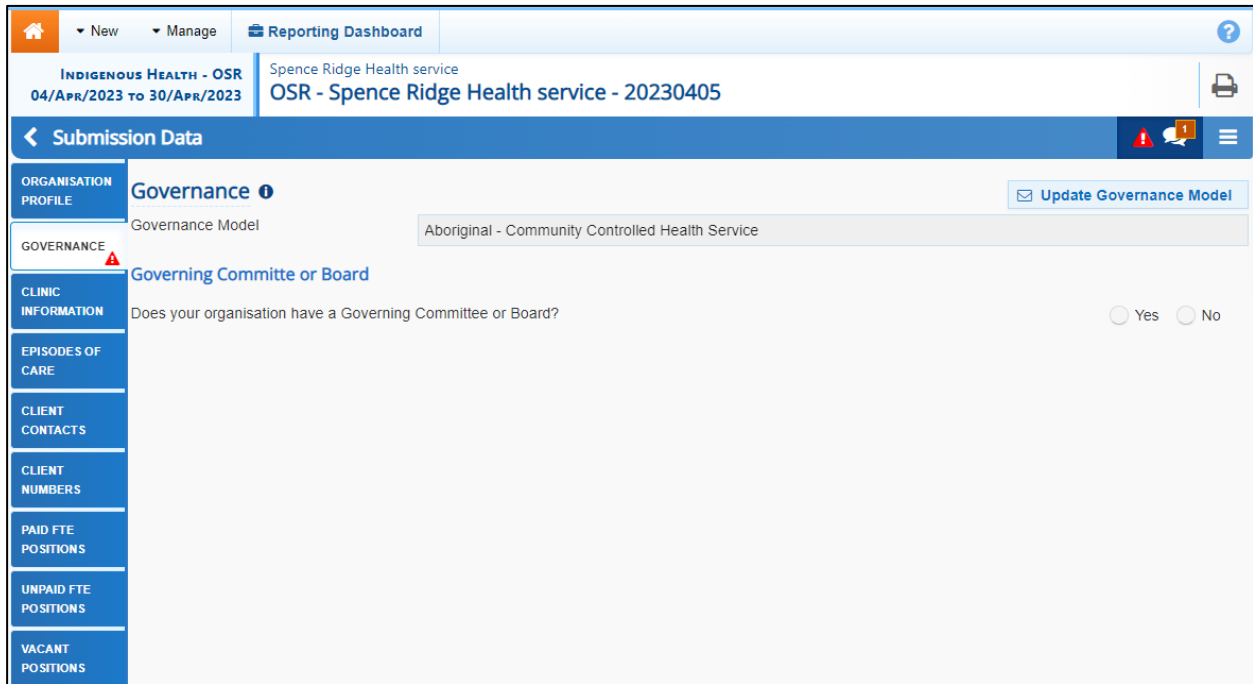 New
Manage
Reporting Dashboard
?
Indigenous Health - OSR
04/Apr/2023 to 30/Apr/2023
Spence Ridge Health service
OSR - Spence Ridge Health service - 20230405
Submission Data
1
ORGANISATION
PROFILE
GOVERNANCE
CLINIC
INFORMATION
EPISODES OF
CARE
CLIENT
CONTACTS
CLIENT
NUMBERS
PAID FTE
POSITIONS
UNPAID FTE
POSITIONS
VACANT
POSITIONS
Governance
Update Governance Model
Governance Model
Aboriginal - Community Controlled Health Service
Governing Committe or Board
Does your organisation have a Governing Committee or Board?
Yes
No